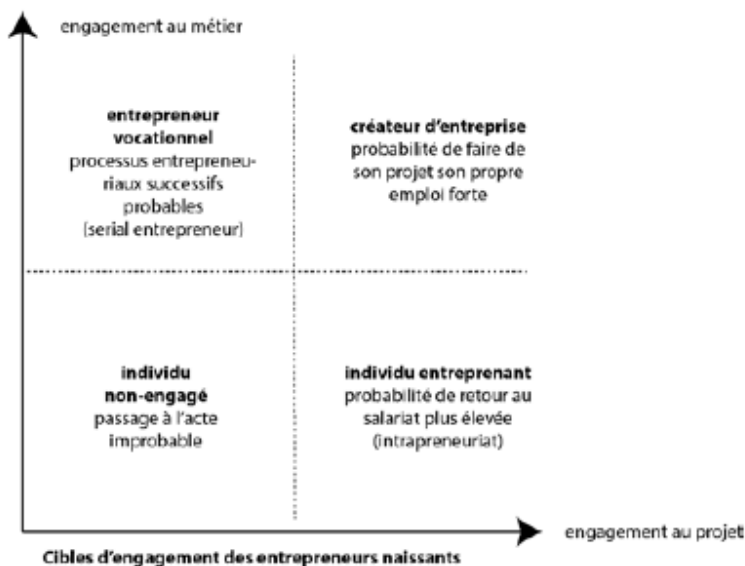 engagement au métier
entrepreneur
vocationnel
processus entrepreneu-
riaux successifs
probables
(serial entrepreneur)
créateur d'entreprise
probabilité de faire de
son projet son propre
emploi forte
individu
non-engagé
passage à l'acte
improbable
individu entreprenant
probabilité de retour au
salariat plus élevée
(intrapreneuriat)
engagement au projet
Cibles d'engagement des entrepreneurs naissants